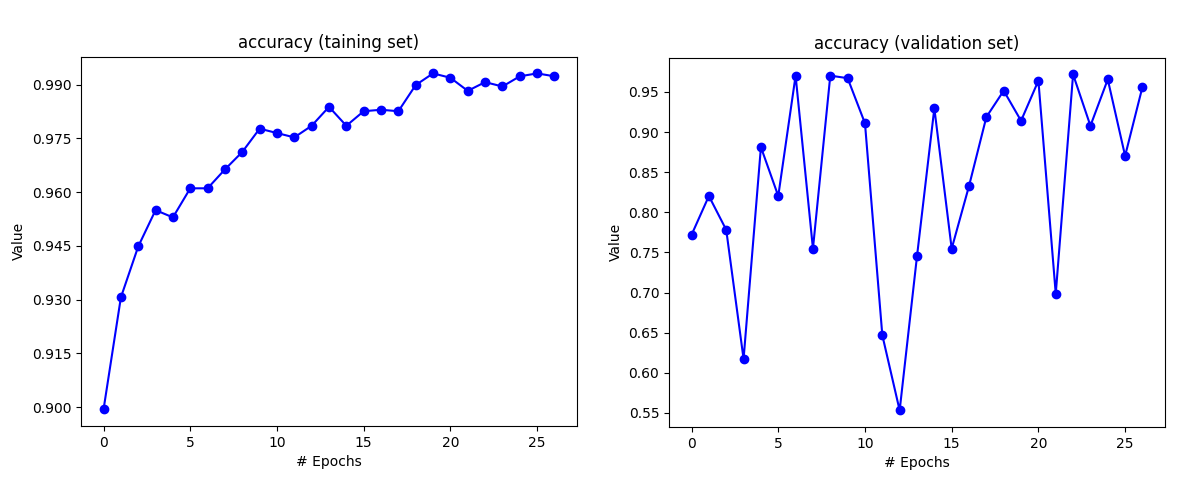 accuracy (taining set)
Value
0.990
0.975
0.960
0.945
0.930
0.915
0.900
0 5 10 15 20 25
# Epochs
accuracy (validation set)
Value
0.95
0.90
0.85
0.80
0.75
0.70
0.65
0.60
0.55
0 5 10 15 20 25
# Epochs